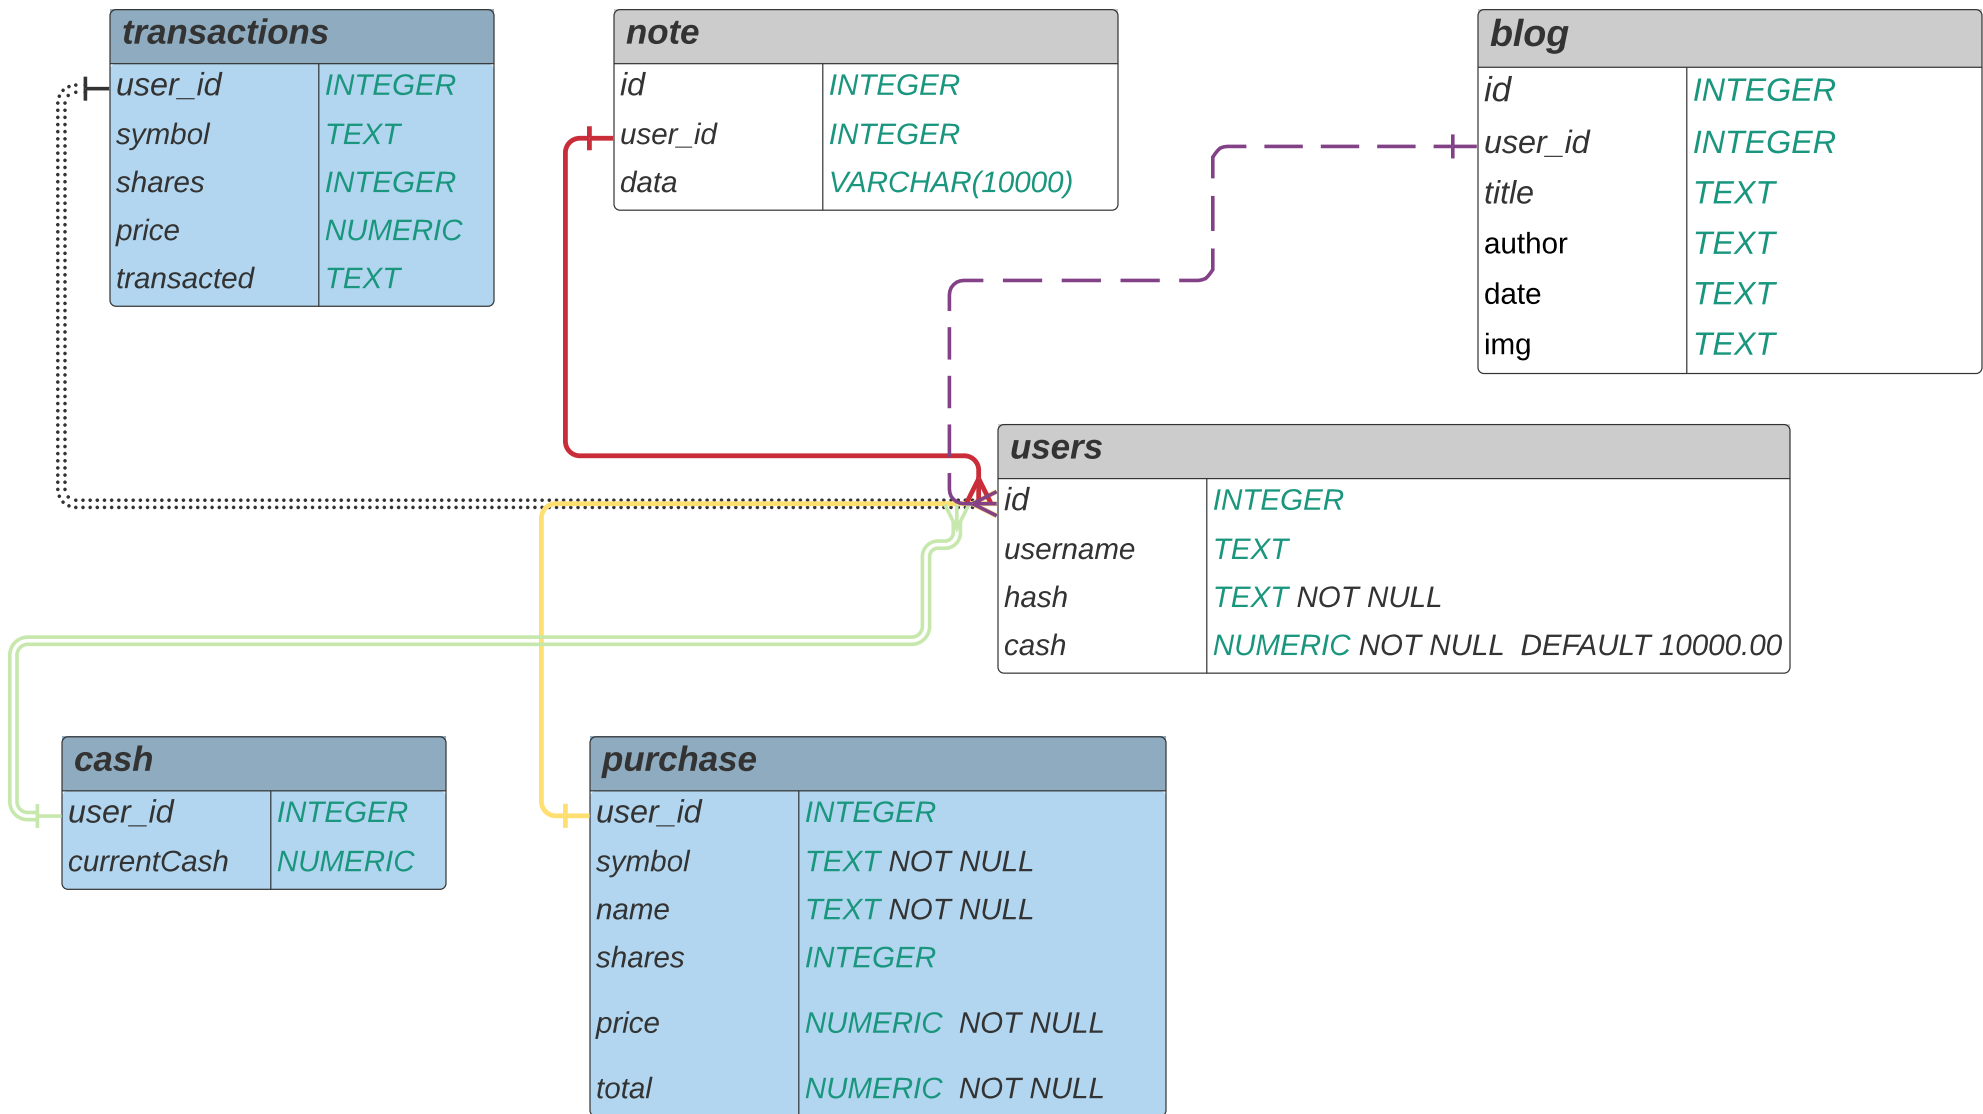 transactions
user_id INTEGER
symbol TEXT
shares INTEGER
price NUMERIC
transacted TEXT
note
id INTEGER
user_id INTEGER
data VARCHAR(10000)
blog
id INTEGER
user_id INTEGER
title TEXT
author TEXT
date TEXT
img TEXT
users
id INTEGER
username TEXT
hash TEXT NOT NULL
cash NUMERIC NOT NULL DEFAULT 10000.00
cash
user_id INTEGER
currentCash NUMERIC
purchase
user_id INTEGER
symbol TEXT NOT NULL
name TEXT NOT NULL
shares INTEGER
price NUMERIC NOT NULL
total NUMERIC NOT NULL